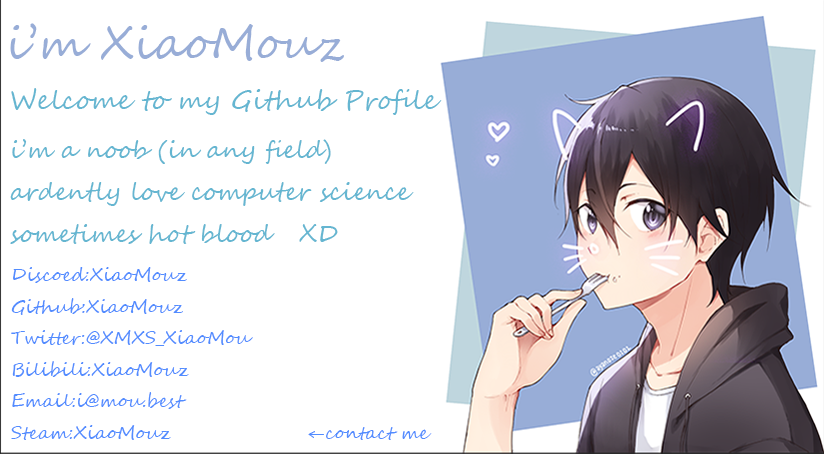 i'm XiaoMouz
Welcome to my Github Profile
i'm a noob (in any field)
ardently love computer science
sometimes hot blood XD
Discoed:XiaoMouz
Github:XiaoMouz
Twitter:@XMXS_XiaoMou
Bilibili:XiaoMouz
Email:i@mou.best
Steam:XiaoMouz ←contact me